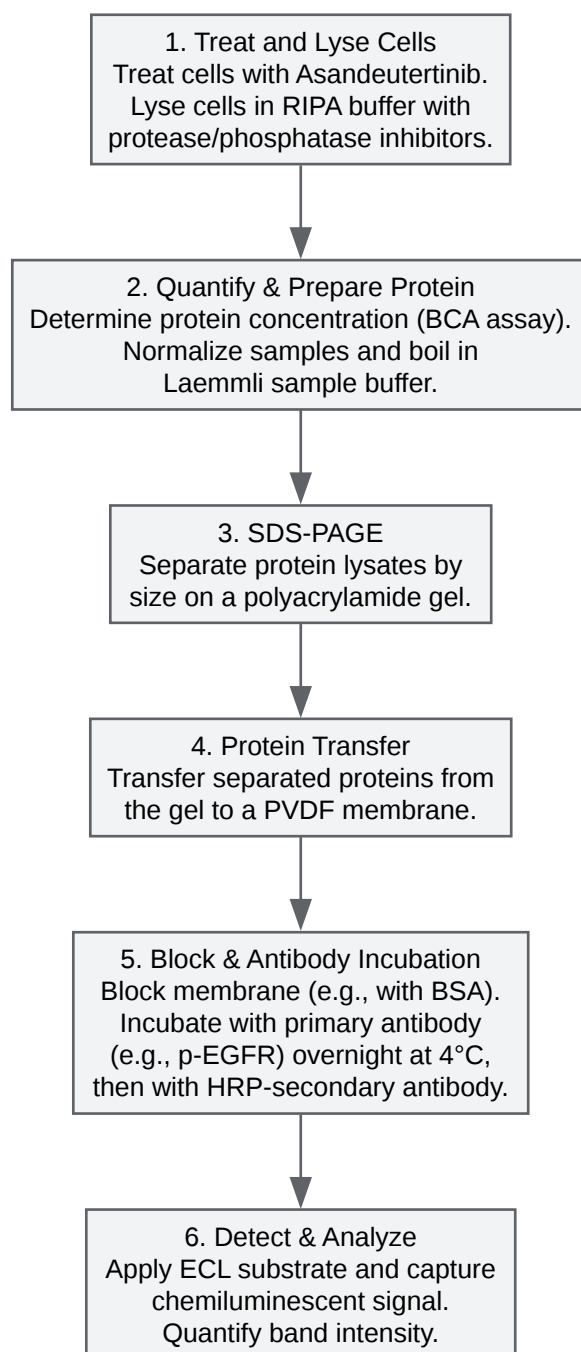 1. Treat and Lyse Cells
Treat cells with Asandeutertinib.
Lyse cells in RIPA buffer with
protease/phosphatase inhibitors.
2. Quantify & Prepare Protein
Determine protein concentration (BCA assay).
Normalize samples and boil in
Laemmli sample buffer.
3. SDS-PAGE
Separate protein lysates by
size on a polyacrylamide gel.
4. Protein Transfer
Transfer separated proteins from
the gel to a PVDF membrane.
5. Block & Antibody Incubation
Block membrane (e.g., with BSA).
Incubate with primary antibody
(e.g., p-EGFR) overnight at 4°C,
then with HRP-secondary antibody.
6. Detect & Analyze
Apply ECL substrate and capture
chemiluminescent signal.
Quantify band intensity.